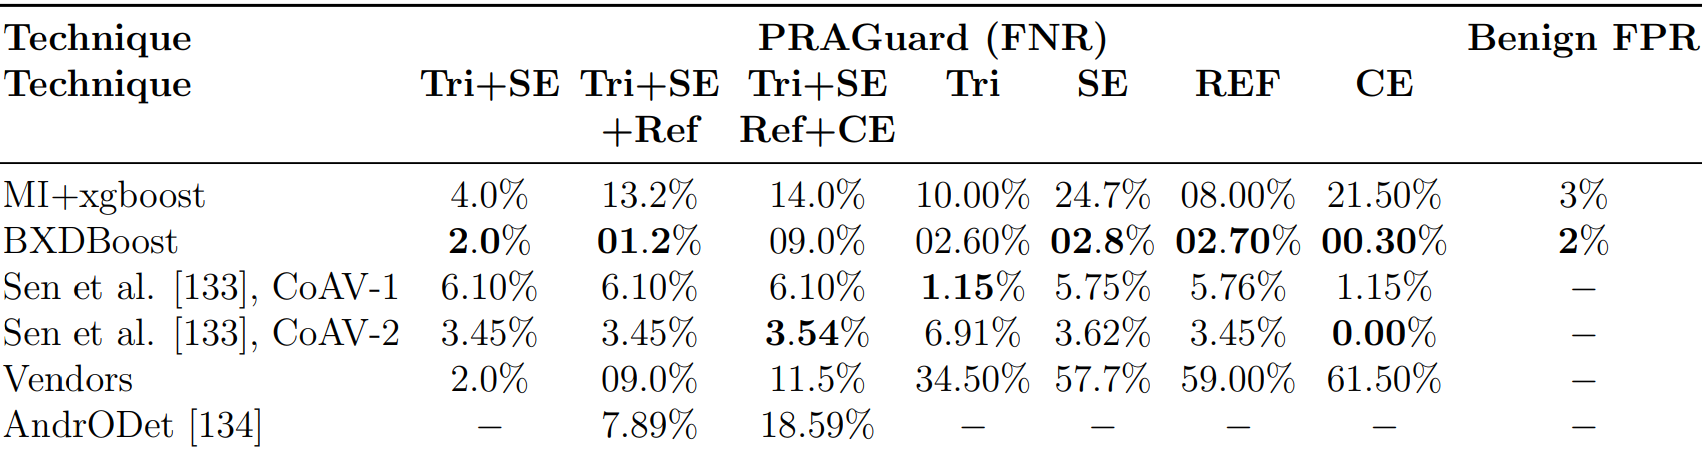 Technique PRAGuard (FNR) Benign FPR
Technique Tri+SE Tri+SE Tri+SE Tri SE REF CE
+Ref Ref+CE
MI+xgboost 4.0% 13.2% 14.0% 10.00% 24.7% 08.00% 21.50% 3%
BXDBoost 2.0% 01.2% 09.0% 02.60% 02.8% 02.70% 00.30% 2%
Sen et al. [133], CoAV-1 6.10% 6.10% 6.10% 1.15% 5.75% 5.76% 1.15% −
Sen et al. [133], CoAV-2 3.45% 3.45% 3.54% 6.91% 3.62% 3.45% 0.00% −
Vendors 2.0% 09.0% 11.5% 34.50% 57.7% 59.00% 61.50% −
AndrODet [134] − 7.89% 18.59% − − − − −